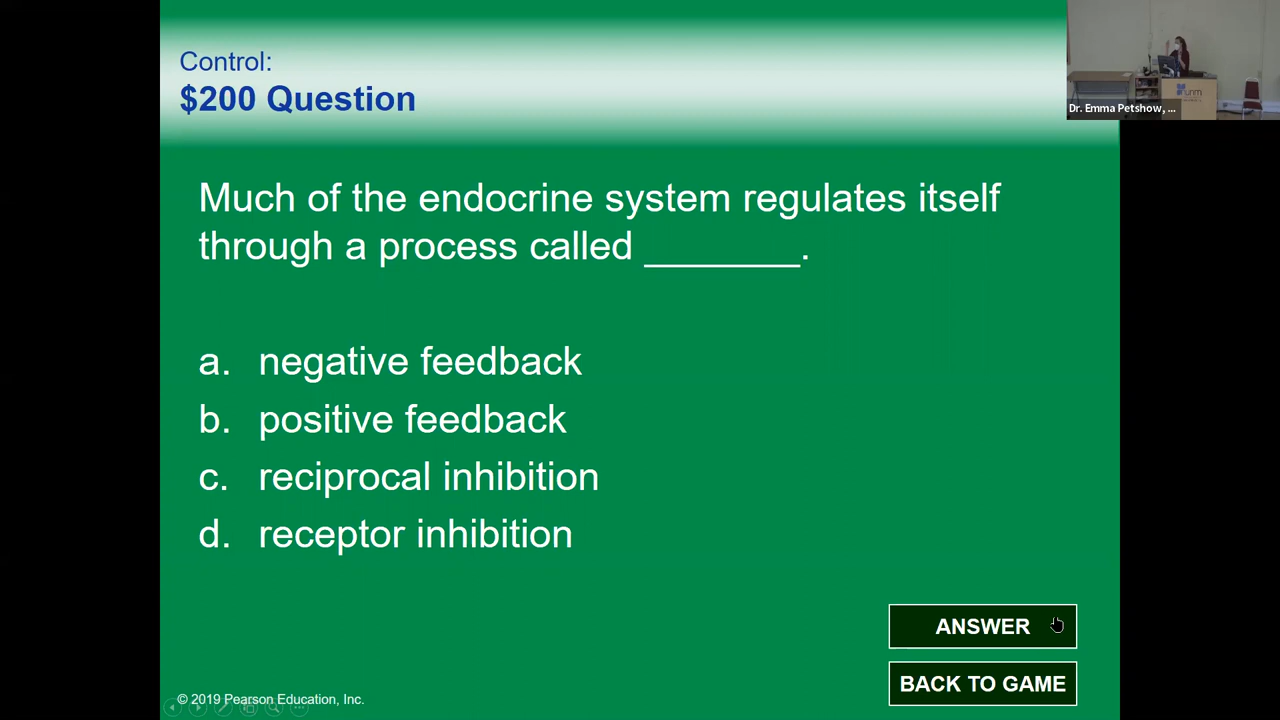 Control:
$200 Question
Dr. Emma Petshow, ...
Much of the endocrine system regulates itself
through a process called _______.
a. negative feedback
b. positive feedback
c. reciprocal inhibition
d. receptor inhibition
ANSWER
BACK TO GAME
© 2019 Pearson Education, Inc.